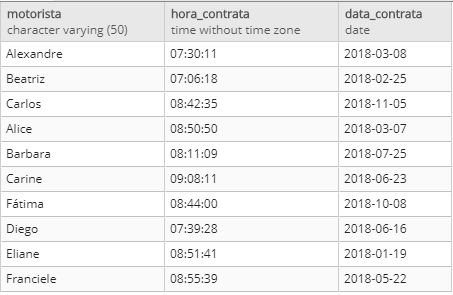 motorista hora_contrata data_contrata
character varying (50) time without time zone date
Alexandre 07:30:11 2018-03-08
Beatriz 07:06:18 2018-02-25
Carlos 08:42:35 2018-11-05
Alice 08:50:50 2018-03-07
Barbara 08:11:09 2018-07-25
Carine 09:08:11 2018-06-23
Fátima 08:44:00 2018-10-08
Diego 07:39:28 2018-06-16
Eliane 08:51:41 2018-01-19
Franciele 08:55:39 2018-05-22